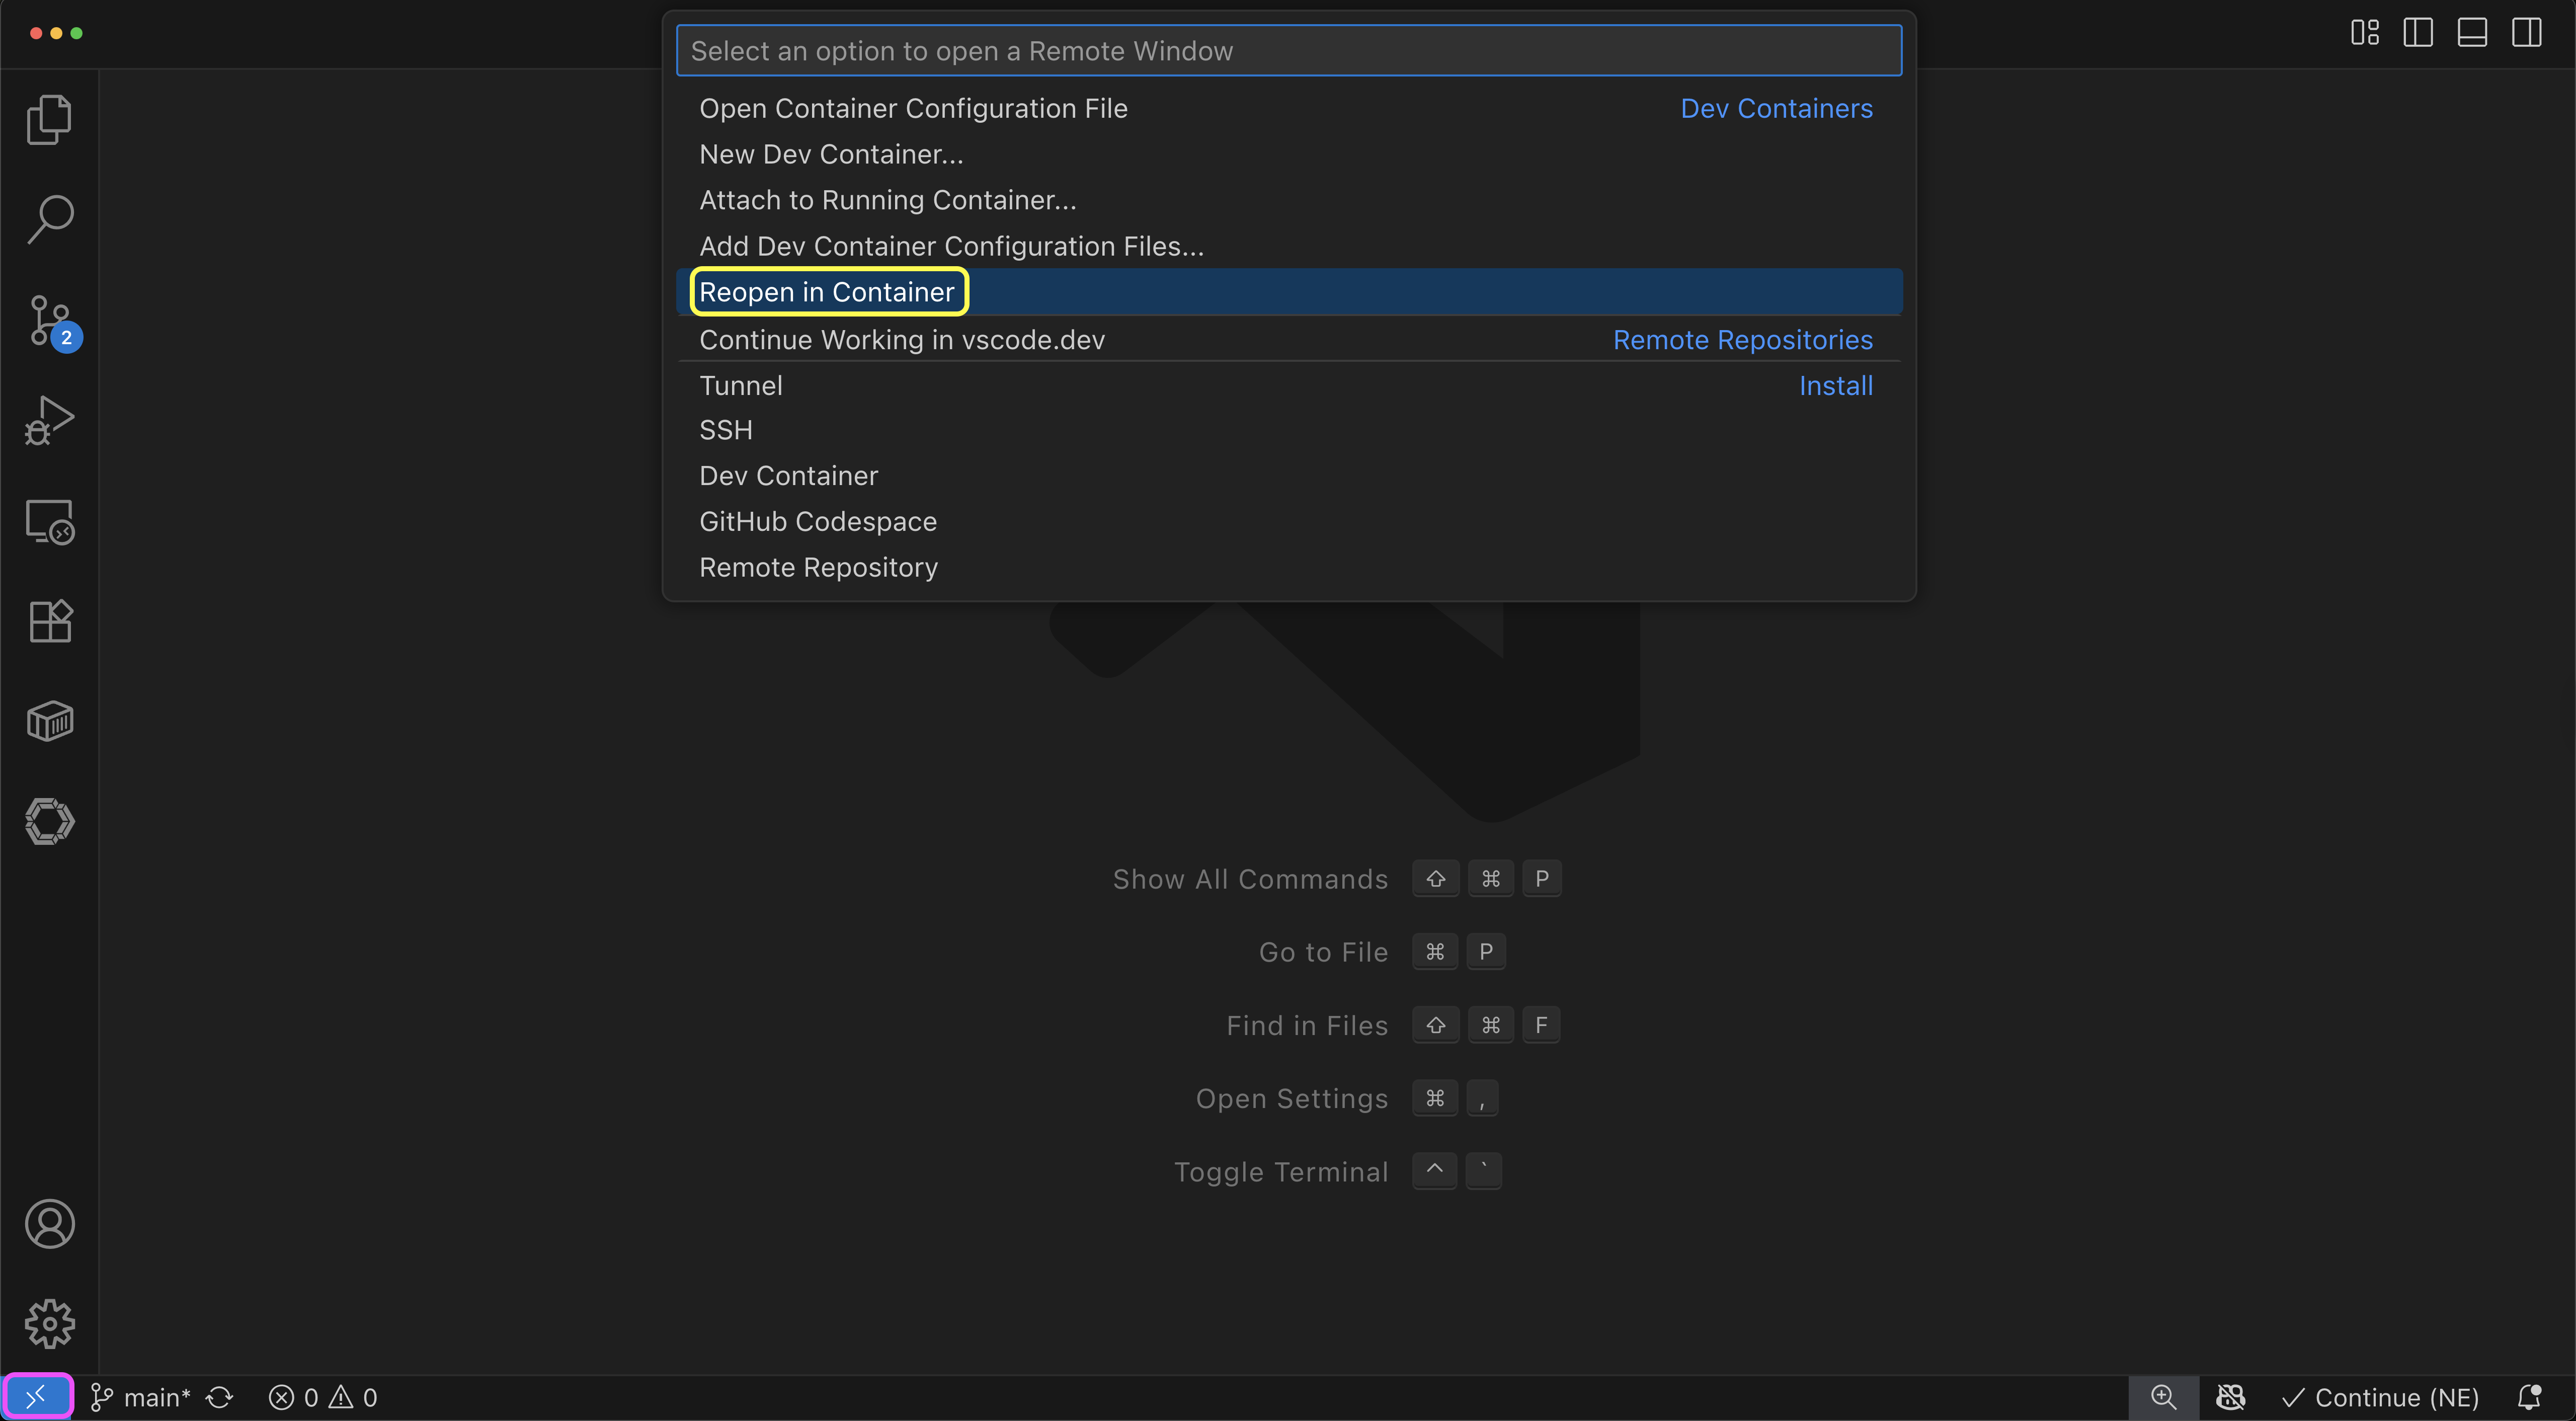 Select an option to open a Remote Window
Open Container Configuration File Dev Containers
New Dev Container...
Attach to Running Container...
Add Dev Container Configuration Files...
Reopen in Container
Continue Working in vscode.dev Remote Repositories
Tunnel Install
SSH
Dev Container
GitHub Codespace
Remote Repository
2
Show All Commands ⇧ ⌘ P
Go to File ⌘ P
Find in Files ⇧ ⌘ F
Open Settings ⌘ ,
Toggle Terminal ^ `
main* 0 0 Continue (NE)